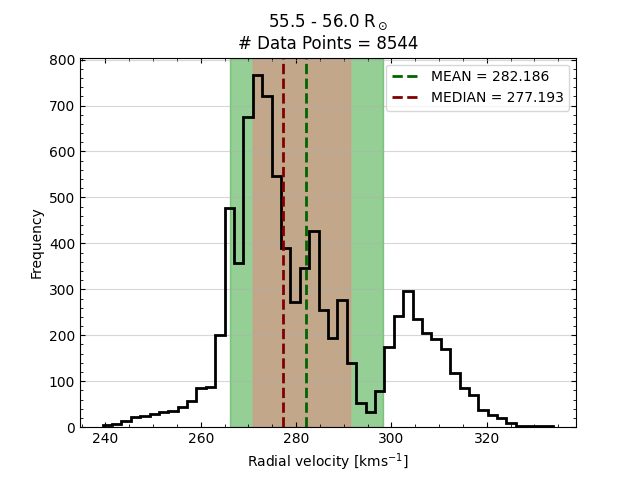 55.5 - 56.0 R⊙
# Data Points = 8544
800
700
600
500
400
300
200
100
0
Frequency
MEAN = 282.186
MEDIAN = 277.193
240 260 280 300 320
Radial velocity [kms⁻¹]